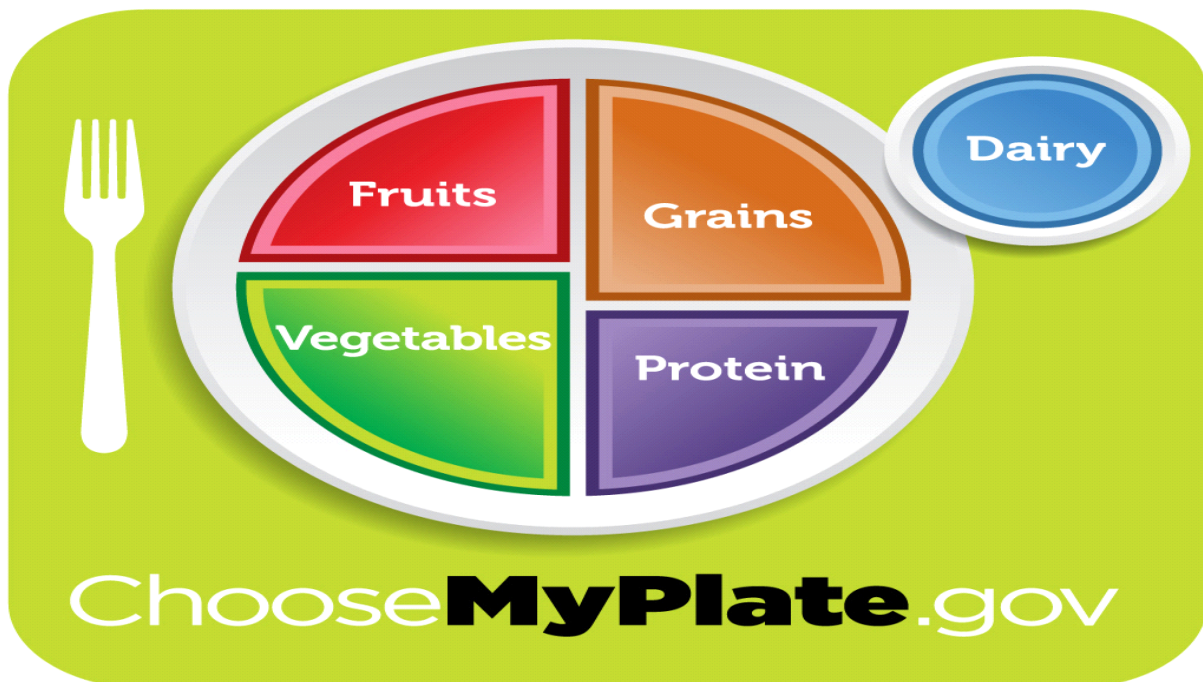 Fruits
Grains
Dairy
Vegetables
Protein
ChooseMyPlate.gov